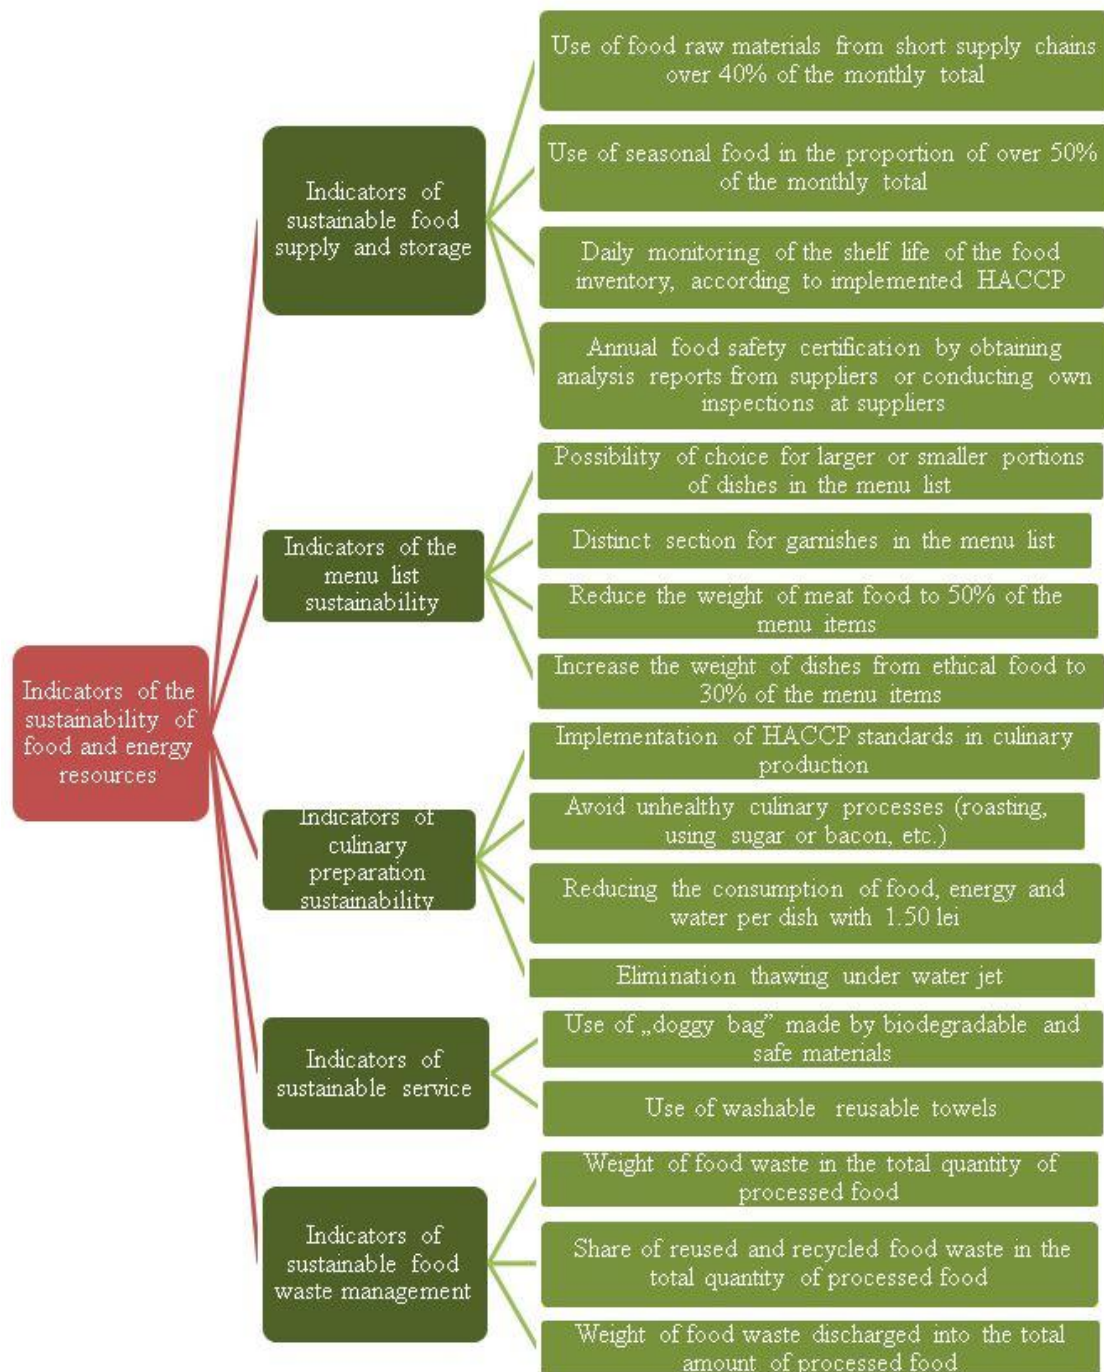 Indicators of the
sustainability of
food and energy
resources
Indicators of
sustainable food
supply and storage
Use of food raw materials from short supply chains
over 40% of the monthly total
Use of seasonal food in the proportion of over 50%
of the monthly total
Daily monitoring of the shelf life of the food
inventory, according to implemented HACCP
Annual food safety certification by obtaining
analysis reports from suppliers or conducting own
inspections at suppliers
Indicators of the
menu list
sustainability
Possibility of choice for larger or smaller portions
of dishes in the menu list
Distinct section for garnishes in the menu list
Reduce the weight of meat food to 50% of the
menu items
Increase the weight of dishes from ethical food to
30% of the menu items
Indicators of
culinary
preparation
sustainability
Implementation of HACCP standards in culinary
production
Avoid unhealthy culinary processes (roasting,
using sugar or bacon, etc.)
Reducing the consumption of food, energy and
water per dish with 1.50 lei
Elimination thawing under water jet
Indicators of
sustainable service
Use of „doggy bag” made by biodegradable and
safe materials
Use of washable reusable towels
Indicators of
sustainable food
waste management
Weight of food waste in the total quantity of
processed food
Share of reused and recycled food waste in the
total quantity of processed food
Weight of food waste discharged into the total
amount of processed food